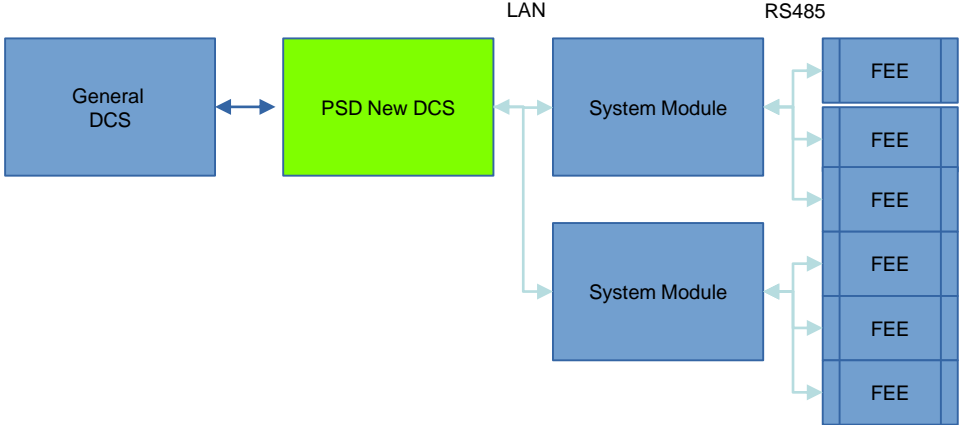 LAN
RS485
General
DCS
PSD New DCS
System Module
FEE
FEE
FEE
System Module
FEE
FEE
FEE